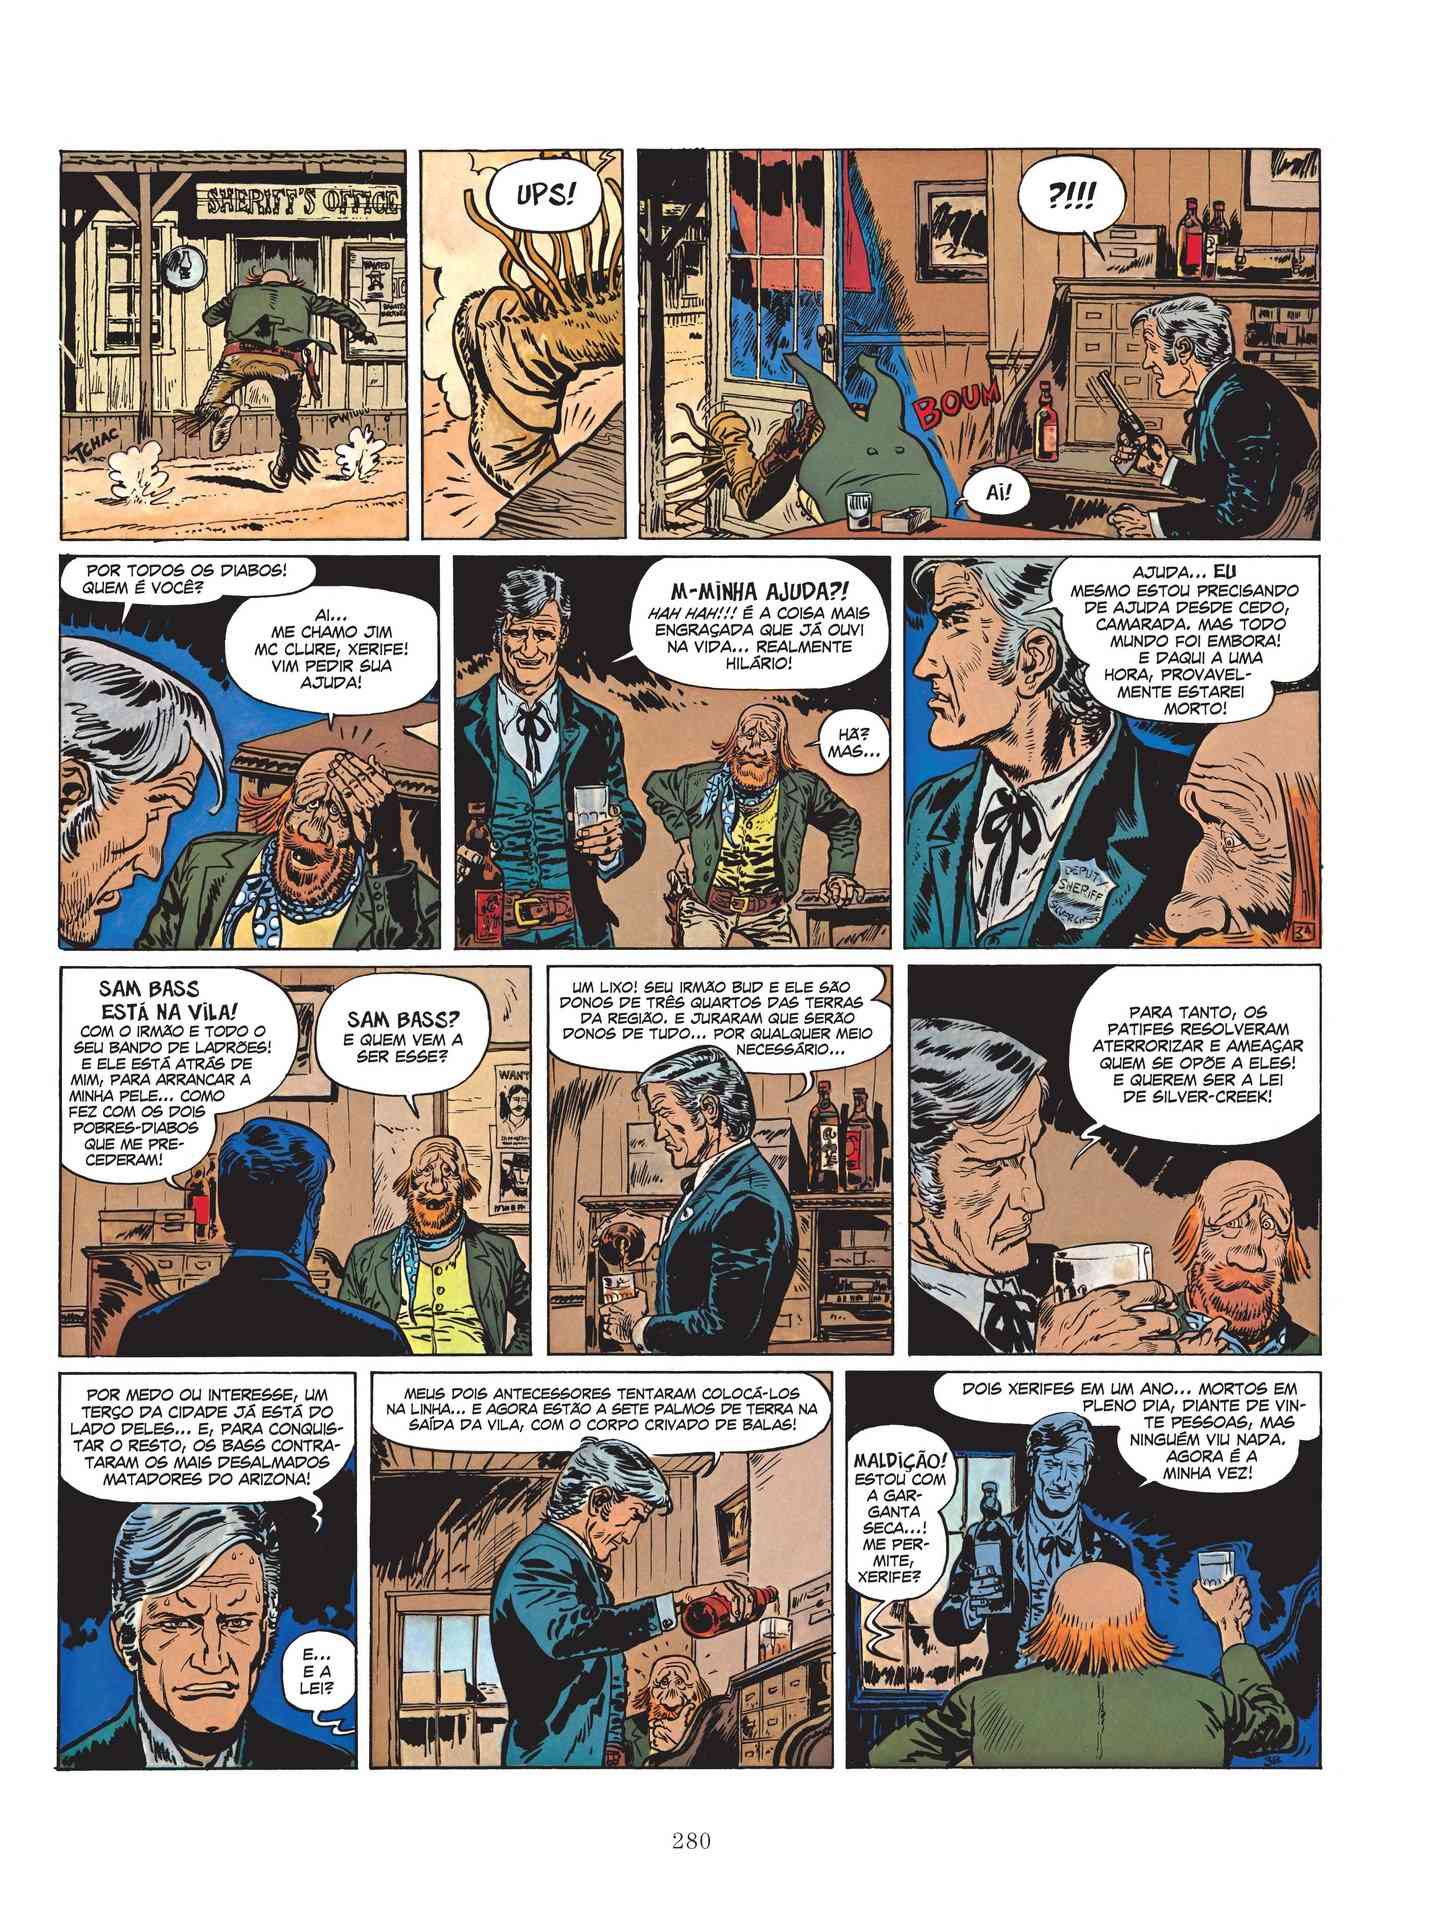 SHERIFF'S OFFICE
WANTED
TCHAC
PWIUUU
UPS!
?!!!
BOUM
AI!
POR TODOS OS DIABOS!
QUEM É VOCÊ?
AI...
ME CHAMO JIM
MC CLURE, XERIFE!
VIM PEDIR SUA
AJUDA!
M-MINHA AJUDA?!
HAH HAH!!! É A COISA MAIS
ENGRAÇADA QUE JÁ OUVI
NA VIDA... REALMENTE
HILÁRIO!
HÃ?
MAS...
AJUDA... EU
MESMO ESTOU PRECISANDO
DE AJUDA DESDE CEDO,
CAMARADA. MAS TODO
MUNDO FOI EMBORA!
E DAQUI A UMA
HORA, PROVAVEL-
MENTE ESTAREI
MORTO!
DEPUTY
SHERIFF
3A
SAM BASS
ESTÁ NA VILA!
COM O IRMÃO E TODO O
SEU BANDO DE LADRÕES!
E ELE ESTÁ ATRÁS DE
MIM, PARA ARRANCAR A
MINHA PELE... COMO
FEZ COM OS DOIS
POBRES-DIABOS
QUE ME PRE-
CEDERAM!
SAM BASS?
E QUEM VEM A
SER ESSE?
WANT
UM LIXO! SEU IRMÃO BUD E ELE SÃO
DONOS DE TRÊS QUARTOS DAS TERRAS
DA REGIÃO. E JURARAM QUE SERÃO
DONOS DE TUDO... POR QUALQUER MEIO
NECESSÁRIO...
PARA TANTO, OS
PATIFES RESOLVERAM
ATERRORIZAR E AMEAÇAR
QUEM SE OPÕE A ELES!
E QUEREM SER A LEI
DE SILVER-CREEK!
POR MEDO OU INTERESSE, UM
TERÇO DA CIDADE JÁ ESTÁ DO
LADO DELES... E, PARA CONQUIS-
TAR O RESTO, OS BASS CONTRA-
TARAM OS MAIS DESALMADOS
MATADORES DO ARIZONA!
E...
E A
LEI?
MEUS DOIS ANTECESSORES TENTARAM COLOCÁ-LOS
NA LINHA... E AGORA ESTÃO A SETE PALMOS DE TERRA NA
SAÍDA DA VILA, COM O CORPO CRIVADO DE BALAS!
DOIS XERIFES EM UM ANO... MORTOS EM
PLENO DIA, DIANTE DE VIN-
TE PESSOAS, MAS
NINGUÉM VIU NADA.
AGORA É A
MINHA VEZ!
MALDIÇÃO!
ESTOU COM
A GAR-
GANTA
SECA...!
ME PER-
MITE,
XERIFE?
3B
280